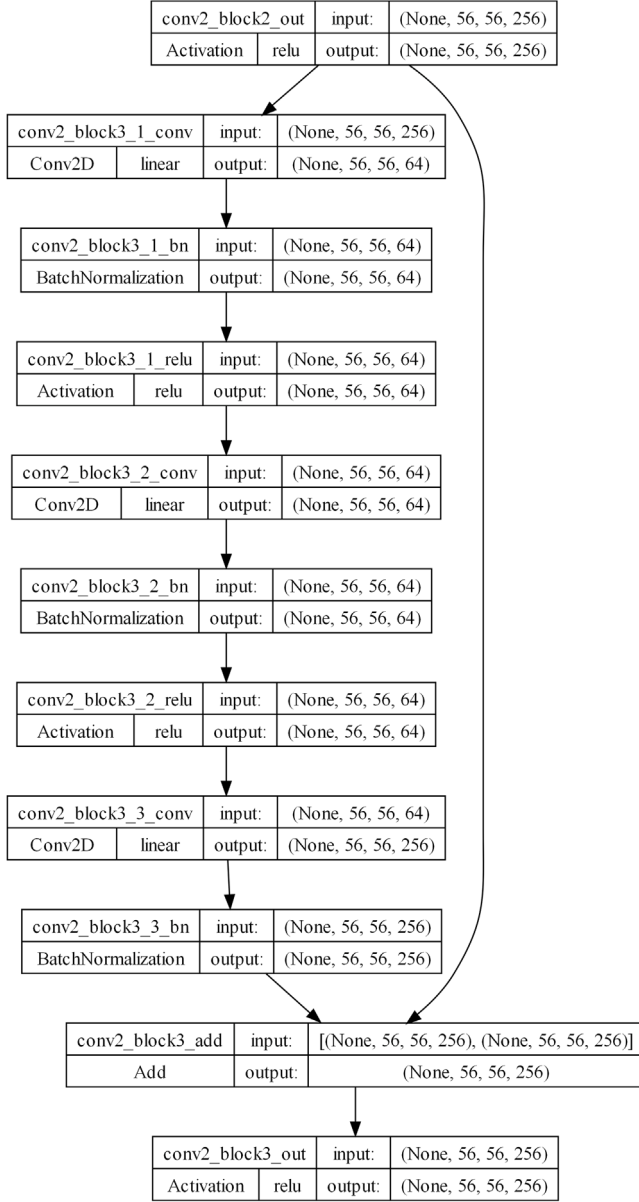 conv2_block2_out input: (None, 56, 56, 256)
Activation relu output: (None, 56, 56, 256)
conv2_block3_1_conv input: (None, 56, 56, 256)
Conv2D linear output: (None, 56, 56, 64)
conv2_block3_1_bn input: (None, 56, 56, 64)
BatchNormalization output: (None, 56, 56, 64)
conv2_block3_1_relu input: (None, 56, 56, 64)
Activation relu output: (None, 56, 56, 64)
conv2_block3_2_conv input: (None, 56, 56, 64)
Conv2D linear output: (None, 56, 56, 64)
conv2_block3_2_bn input: (None, 56, 56, 64)
BatchNormalization output: (None, 56, 56, 64)
conv2_block3_2_relu input: (None, 56, 56, 64)
Activation relu output: (None, 56, 56, 64)
conv2_block3_3_conv input: (None, 56, 56, 64)
Conv2D linear output: (None, 56, 56, 256)
conv2_block3_3_bn input: (None, 56, 56, 256)
BatchNormalization output: (None, 56, 56, 256)
conv2_block3_add input: [(None, 56, 56, 256), (None, 56, 56, 256)]
Add output: (None, 56, 56, 256)
conv2_block3_out input: (None, 56, 56, 256)
Activation relu output: (None, 56, 56, 256)